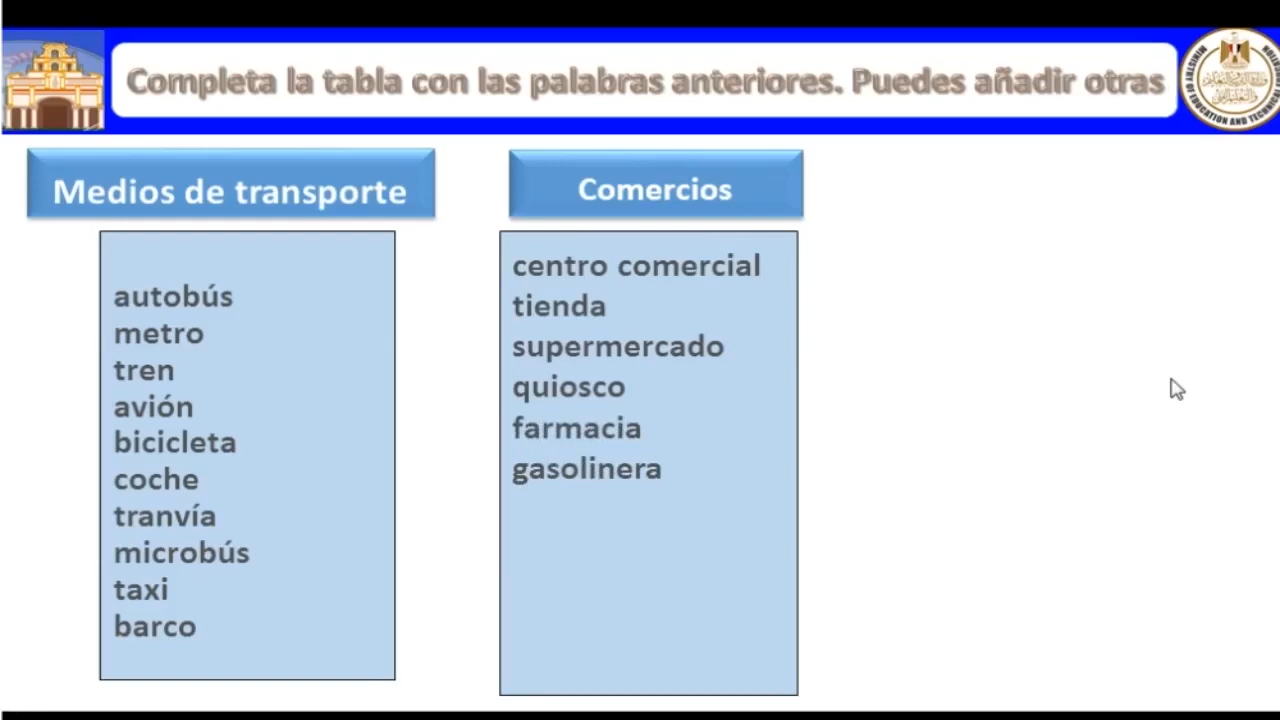 Completa la tabla con las palabras anteriores. Puedes añadir otras
Medios de transporte
autobús
metro
tren
avión
bicicleta
coche
tranvía
microbús
taxi
barco
Comercios
centro comercial
tienda
supermercado
quiosco
farmacia
gasolinera